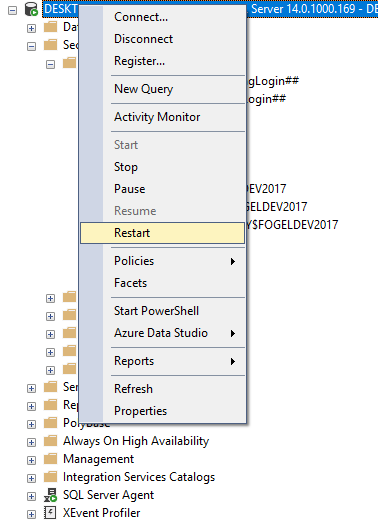 DESKT Server 14.0.1000.169 - DE
Connect...
Disconnect
Register...
New Query
Activity Monitor
Start
Stop
Pause
Resume
Restart
Policies
Facets
Start PowerShell
Azure Data Studio
Reports
Refresh
Properties
Dat
Sec
gLogin##
ogin##
DEV2017
GELDEV2017
Y$FOGELDEV2017
Ser
Rep
PolyBase
Always On High Availability
Management
Integration Services Catalogs
SQL Server Agent
XEvent Profiler